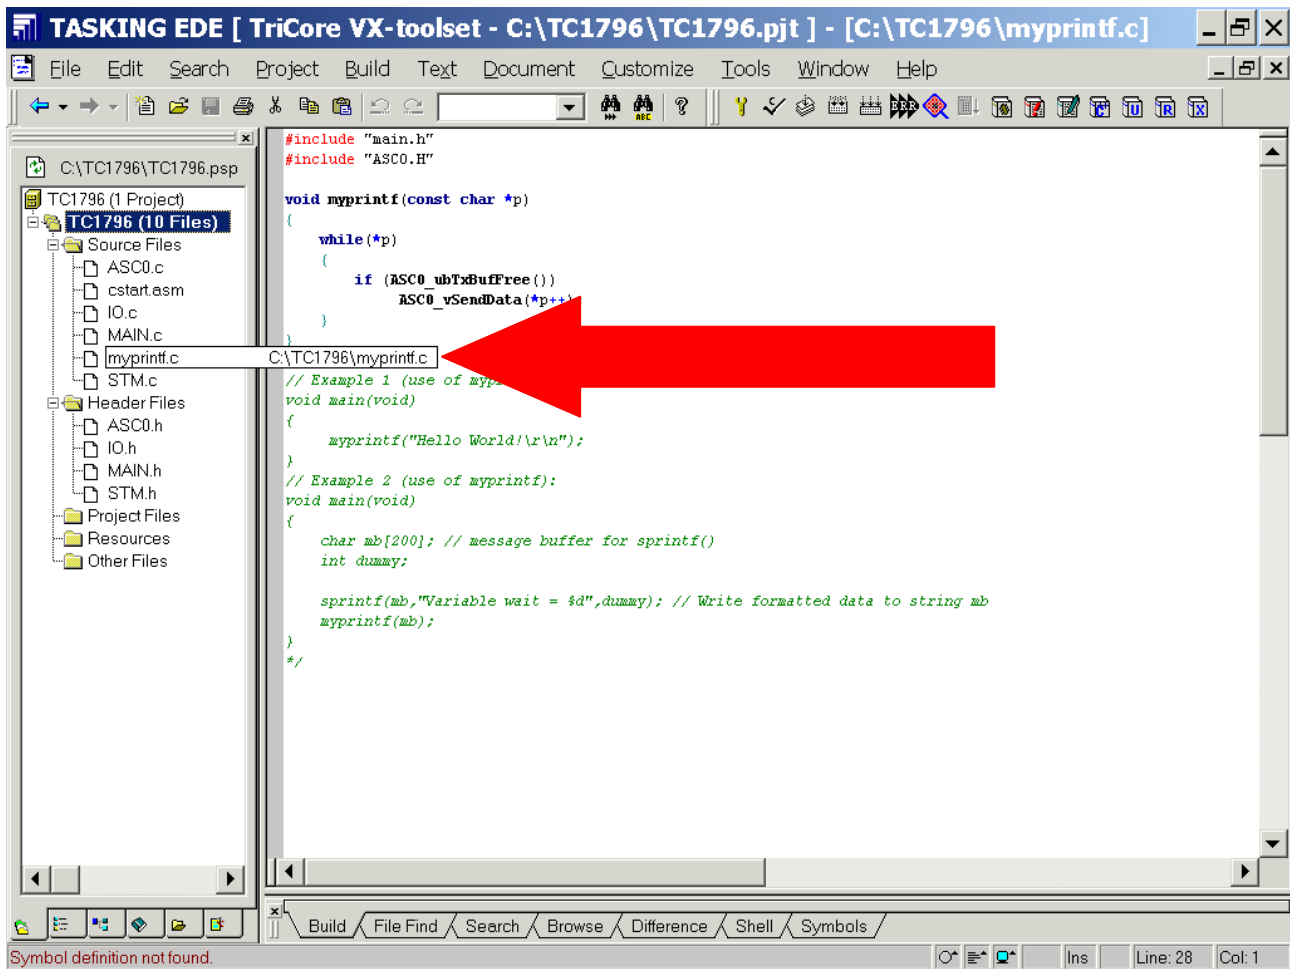 TASKING EDE [ TriCore VX-toolset - C:\TC1796\TC1796.pjt ] - [C:\TC1796\myprintf.c]
File Edit Search Project Build Text Document Customize Tools Window Help
C:\TC1796\TC1796.psp
TC1796 (1 Project)
TC1796 (10 Files)
Source Files
ASC0.c
cstart.asm
IO.c
MAIN.c
myprintf.c C:\TC1796\myprintf.c
STM.c
Header Files
ASC0.h
IO.h
MAIN.h
STM.h
Project Files
Resources
Other Files
#include "main.h"
#include "ASC0.H"
void myprintf(const char *p)
{
while(*p)
{
if (ASC0_ubTxBufFree())
ASC0_vSendData(*p++)
}
}
// Example 1 (use of
void main(void)
{
myprintf("Hello World!\r\n");
}
// Example 2 (use of myprintf):
void main(void)
{
char mb[200]; // message buffer for sprintf()
int dummy;
sprintf(mb,"Variable wait = %d",dummy); // Write formatted data to string mb
myprintf(mb);
}
*/
Build File Find Search Browse Difference Shell Symbols
Symbol definition not found.
Ins Line: 28 Col: 1